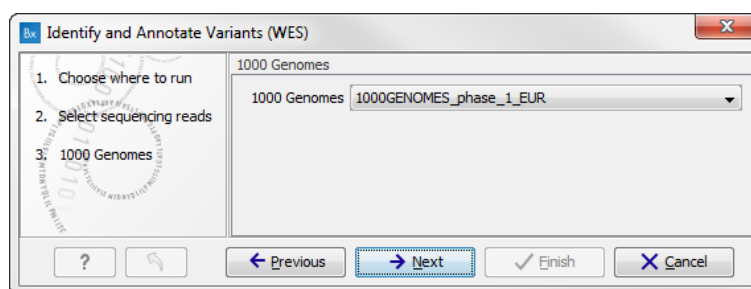 Bx Identify and Annotate Variants (WES)
1. Choose where to run
2. Select sequencing reads
3. 1000 Genomes
1000 Genomes
1000 Genomes 1000GENOMES_phase_1_EUR
? Previous Next Finish Cancel